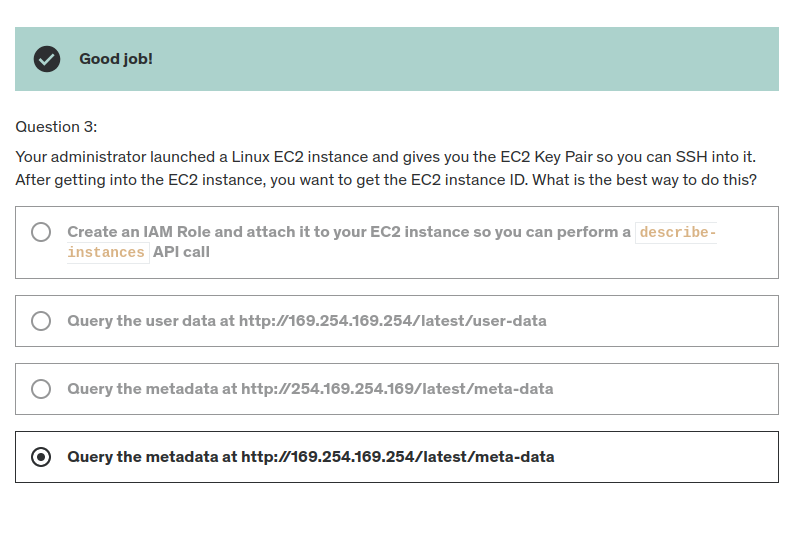 Good job!
Question 3:
Your administrator launched a Linux EC2 instance and gives you the EC2 Key Pair so you can SSH into it.
After getting into the EC2 instance, you want to get the EC2 instance ID. What is the best way to do this?
Create an IAM Role and attach it to your EC2 instance so you can perform a describe-
instances API call
Query the user data at http://169.254.169.254/latest/user-data
Query the metadata at http://254.169.254.169/latest/meta-data
Query the metadata at http://169.254.169.254/latest/meta-data